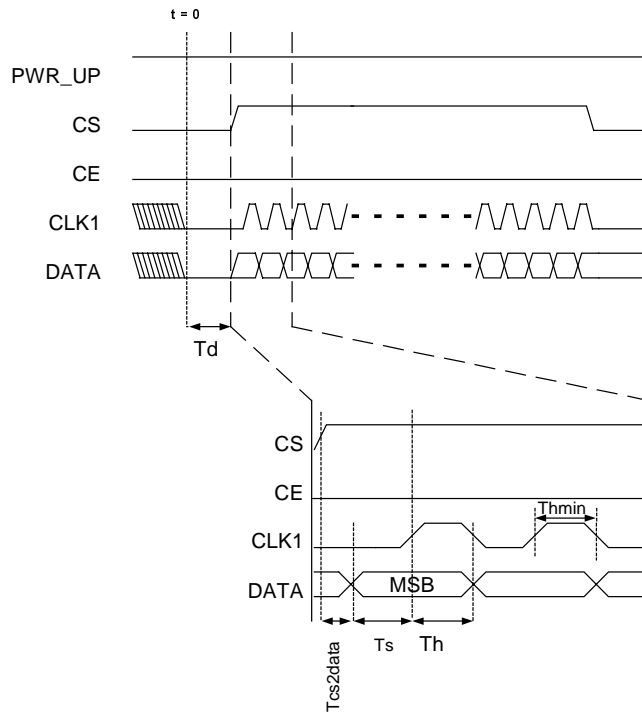 t = 0
PWR_UP
CS
CE
CLK1
DATA
Td
CS
CE
Thmin
CLK1
DATA
MSB
Tcs2data
Ts
Th